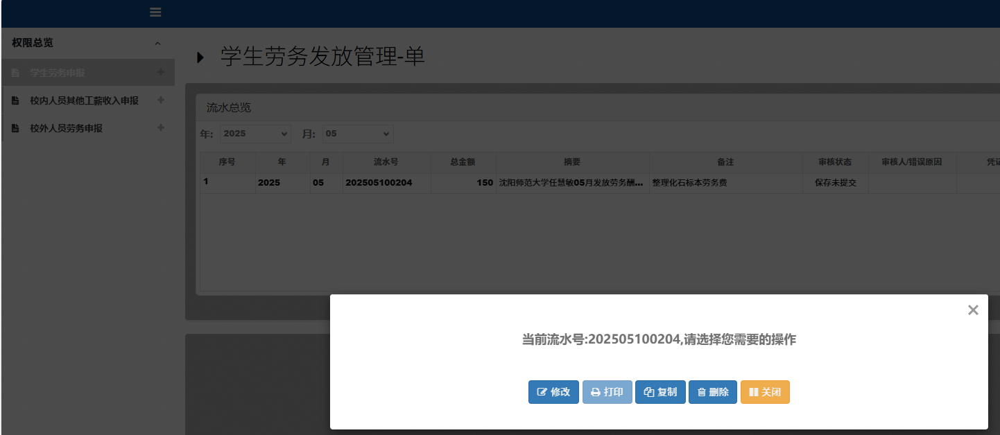 权限总览
学生劳务申报
校内人员其他工薪收入申报
校外人员劳务申报
学生劳务发放管理-单
流水总览
年: 2025 月: 05
序号 年 月 流水号 总金额 摘要 备注 审核状态 审核人/错误原因 凭
1 2025 05 202505100204 150 沈阳师范大学任慧敏05月发放劳务酬... 整理化石标本劳务费 保存未提交
当前流水号:202505100204,请选择您需要的操作
修改 打印 复制 删除 关闭